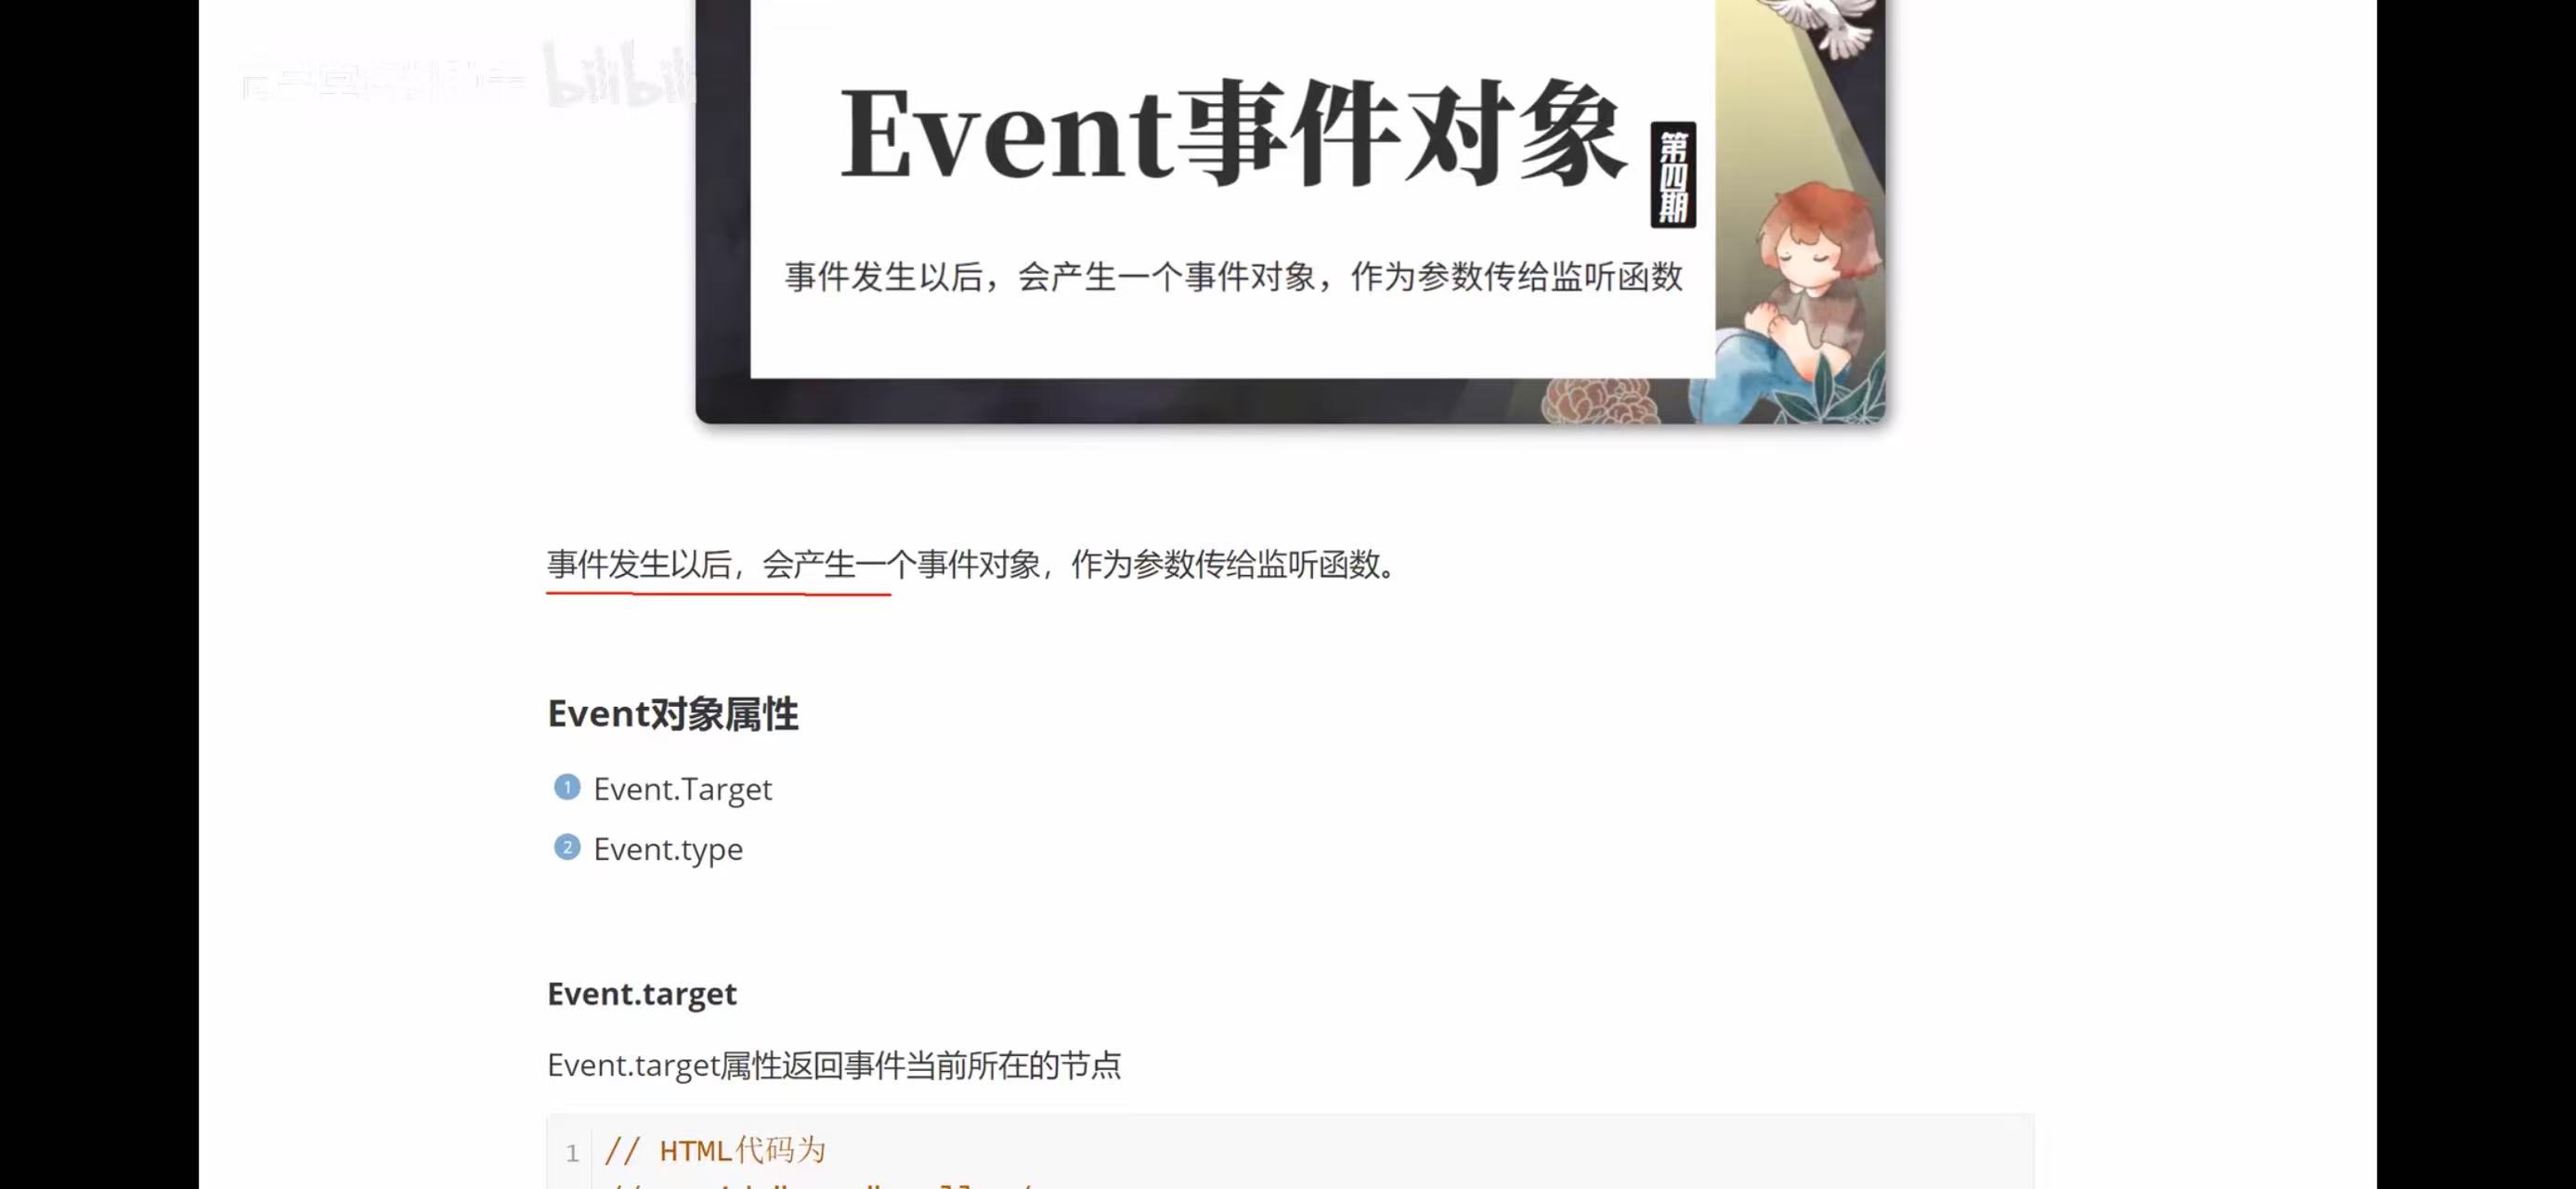 bilibili
Event事件对象
第四期
事件发生以后，会产生一个事件对象，作为参数传给监听函数
事件发生以后，会产生一个事件对象，作为参数传给监听函数。
Event对象属性
1 Event.Target
2 Event.type
Event.target
Event.target属性返回事件当前所在的节点
1 // HTML代码为